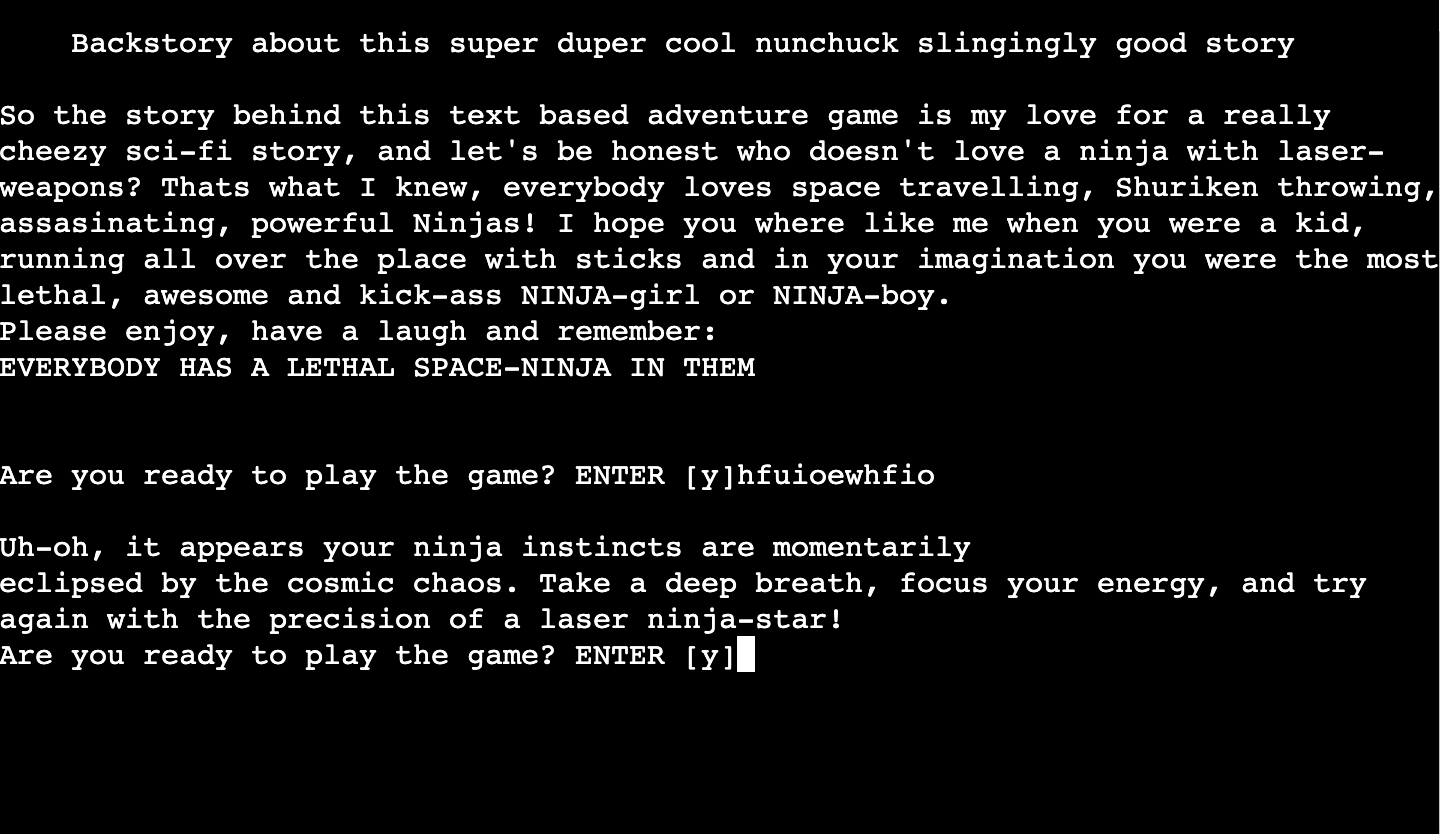 Backstory about this super duper cool nunchuck slingingly good story
So the story behind this text based adventure game is my love for a really
cheezy sci-fi story, and let's be honest who doesn't love a ninja with laser-
weapons? Thats what I knew, everybody loves space travelling, Shuriken throwing,
assasinating, powerful Ninjas! I hope you where like me when you were a kid,
running all over the place with sticks and in your imagination you were the most
lethal, awesome and kick-ass NINJA-girl or NINJA-boy.
Please enjoy, have a laugh and remember:
EVERYBODY HAS A LETHAL SPACE-NINJA IN THEM
Are you ready to play the game? ENTER [y]hfuioewhfio
Uh-oh, it appears your ninja instincts are momentarily
eclipsed by the cosmic chaos. Take a deep breath, focus your energy, and try
again with the precision of a laser ninja-star!
Are you ready to play the game? ENTER [y]